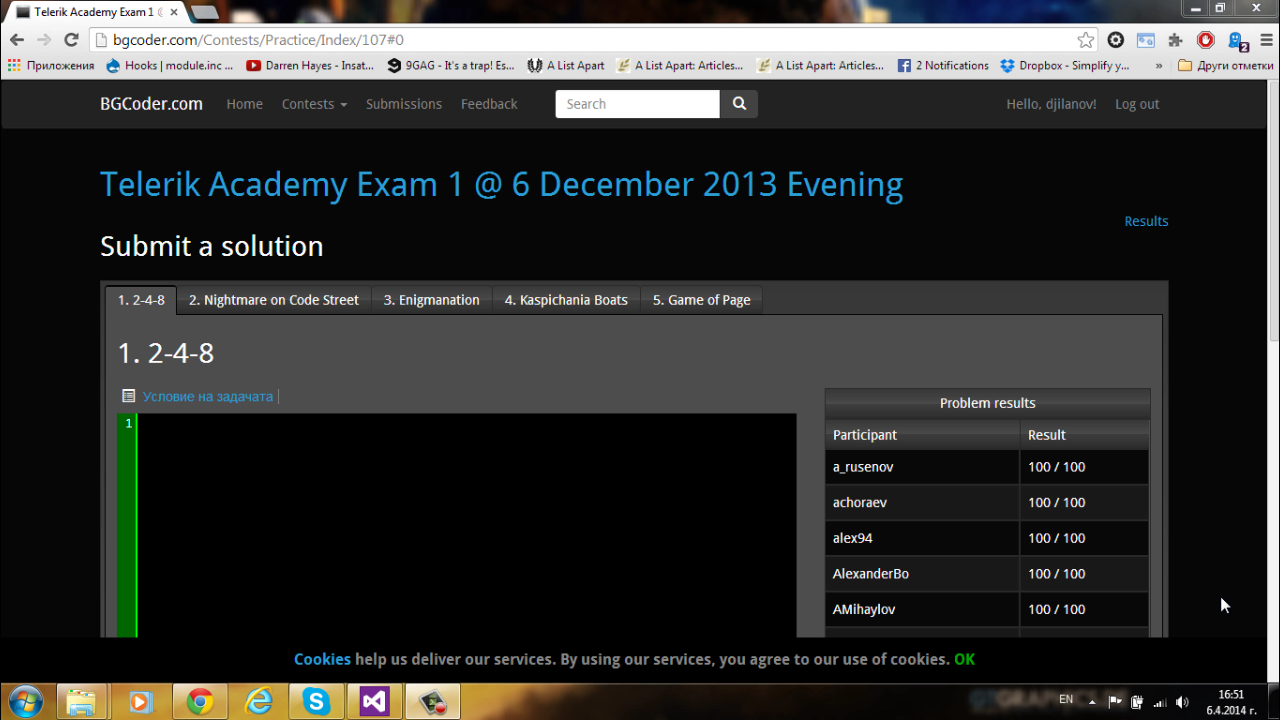 Telerik Academy Exam 1 @
bgcoder.com/Contests/Practice/Index/107#0
Приложения Hooks | module.inc ... Darren Hayes - Insat... 9GAG - It's a trap! Es... A List Apart A List Apart: Articles... A List Apart: Articles... 2 Notifications Dropbox - Simplify y... » Други отметки
2
BGCoder.com Home Contests Submissions Feedback Search Hello, djilanov! Log out
Telerik Academy Exam 1 @ 6 December 2013 Evening
Results
Submit a solution
1. 2-4-8 2. Nightmare on Code Street 3. Enigmanation 4. Kaspichania Boats 5. Game of Page
1. 2-4-8
Условие на задачата |
1
Problem results
Participant Result
a_rusenov 100 / 100
achoraev 100 / 100
alex94 100 / 100
AlexanderBo 100 / 100
AMihaylov 100 / 100
Cookies help us deliver our services. By using our services, you agree to our use of cookies. OK
EN 16:51
6.4.2014 г.